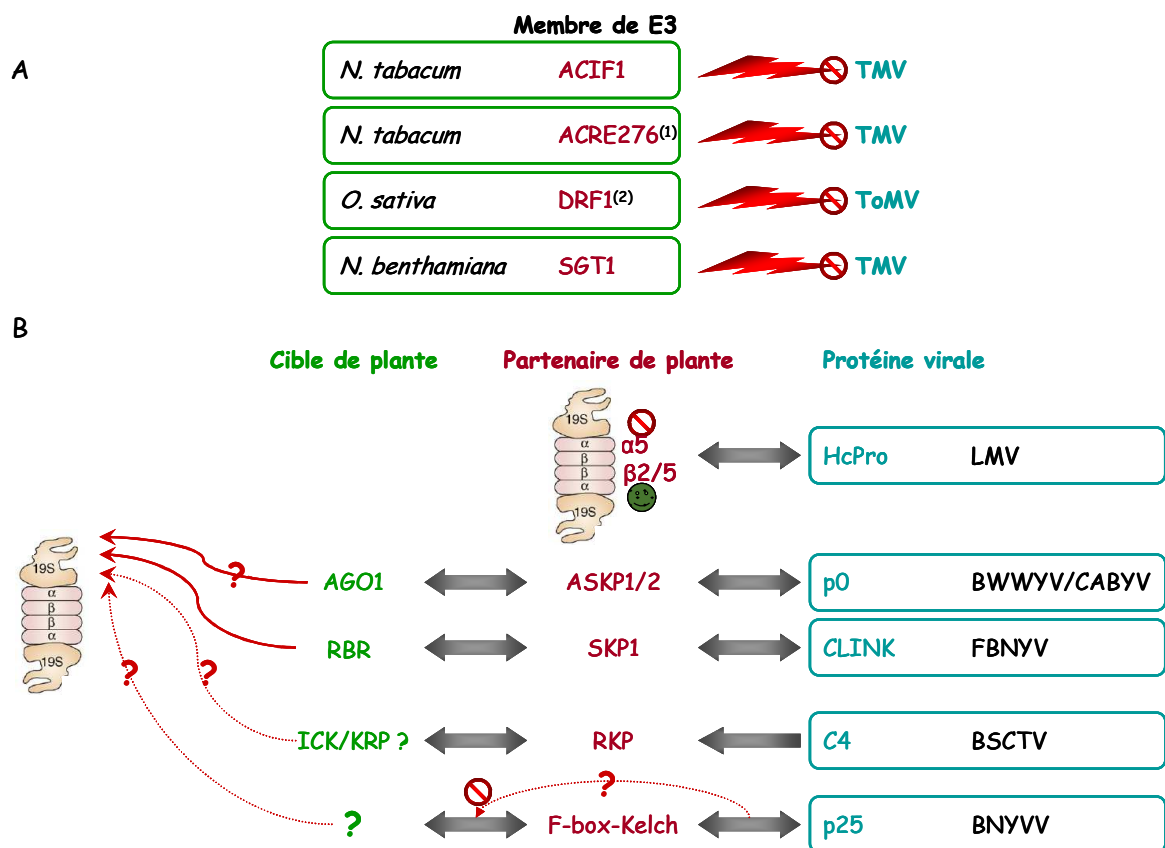 Membre de E3
A
N. tabacum ACIF1 TMV
N. tabacum ACRE276(1) TMV
O. sativa DRF1(2) ToMV
N. benthamiana SGT1 TMV
B
Cible de plante Partenaire de plante Protéine virale
19S
α α5
β
β β2/5
α
19S
HcPro LMV
19S
α
β
β
α
19S
? AGO1 ASKP1/2 p0 BWWYV/CABYV
RBR SKP1 CLINK FBNYV
? ?
ICK/KRP ? RKP C4 BSCTV
?
? F-box-Kelch p25 BNYVV